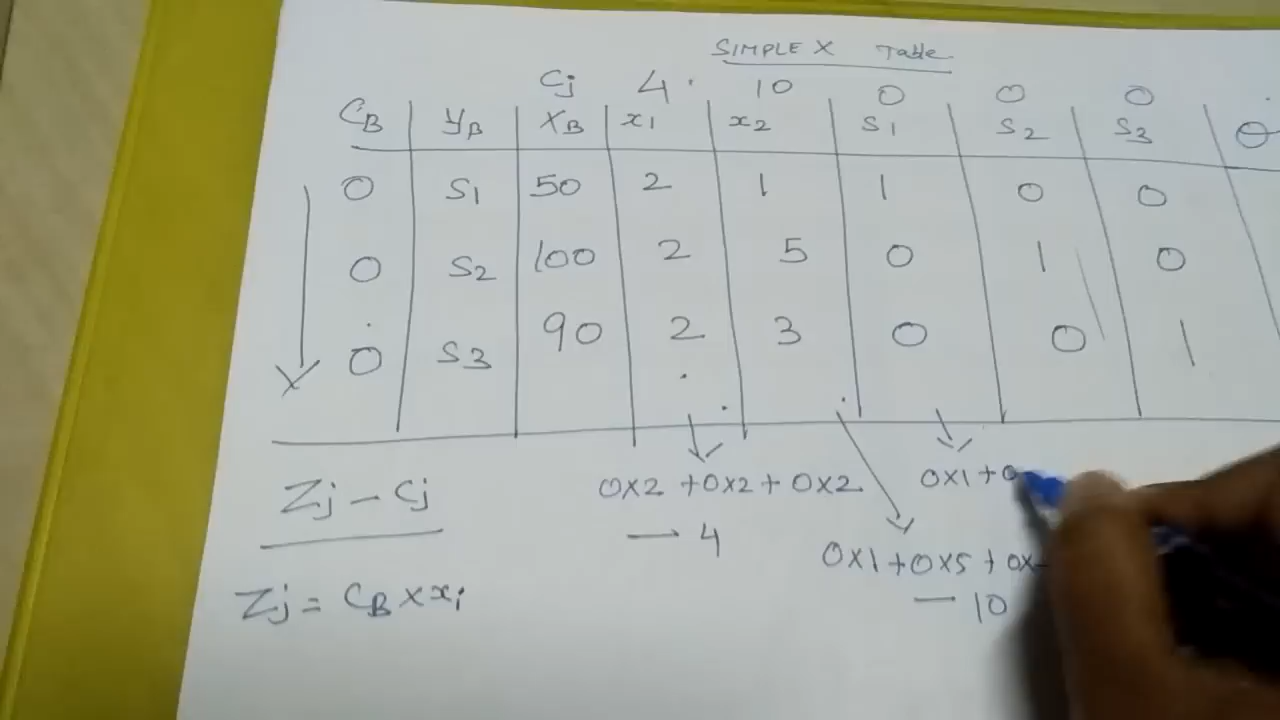 SIMPLEX Table
Cj 4 10 0 0 0
CB yB XB x1 x2 S1 S2 S3 θ
0 S1 50 2 1 1 0 0
0 S2 100 2 5 0 1 0
0 S3 90 2 3 0 0 1
Zj - Cj
0x2 +0x2 + 0x2
- 4
0x1+0
0x1+0x5 + 0x
- 10
Zj = CB x xj